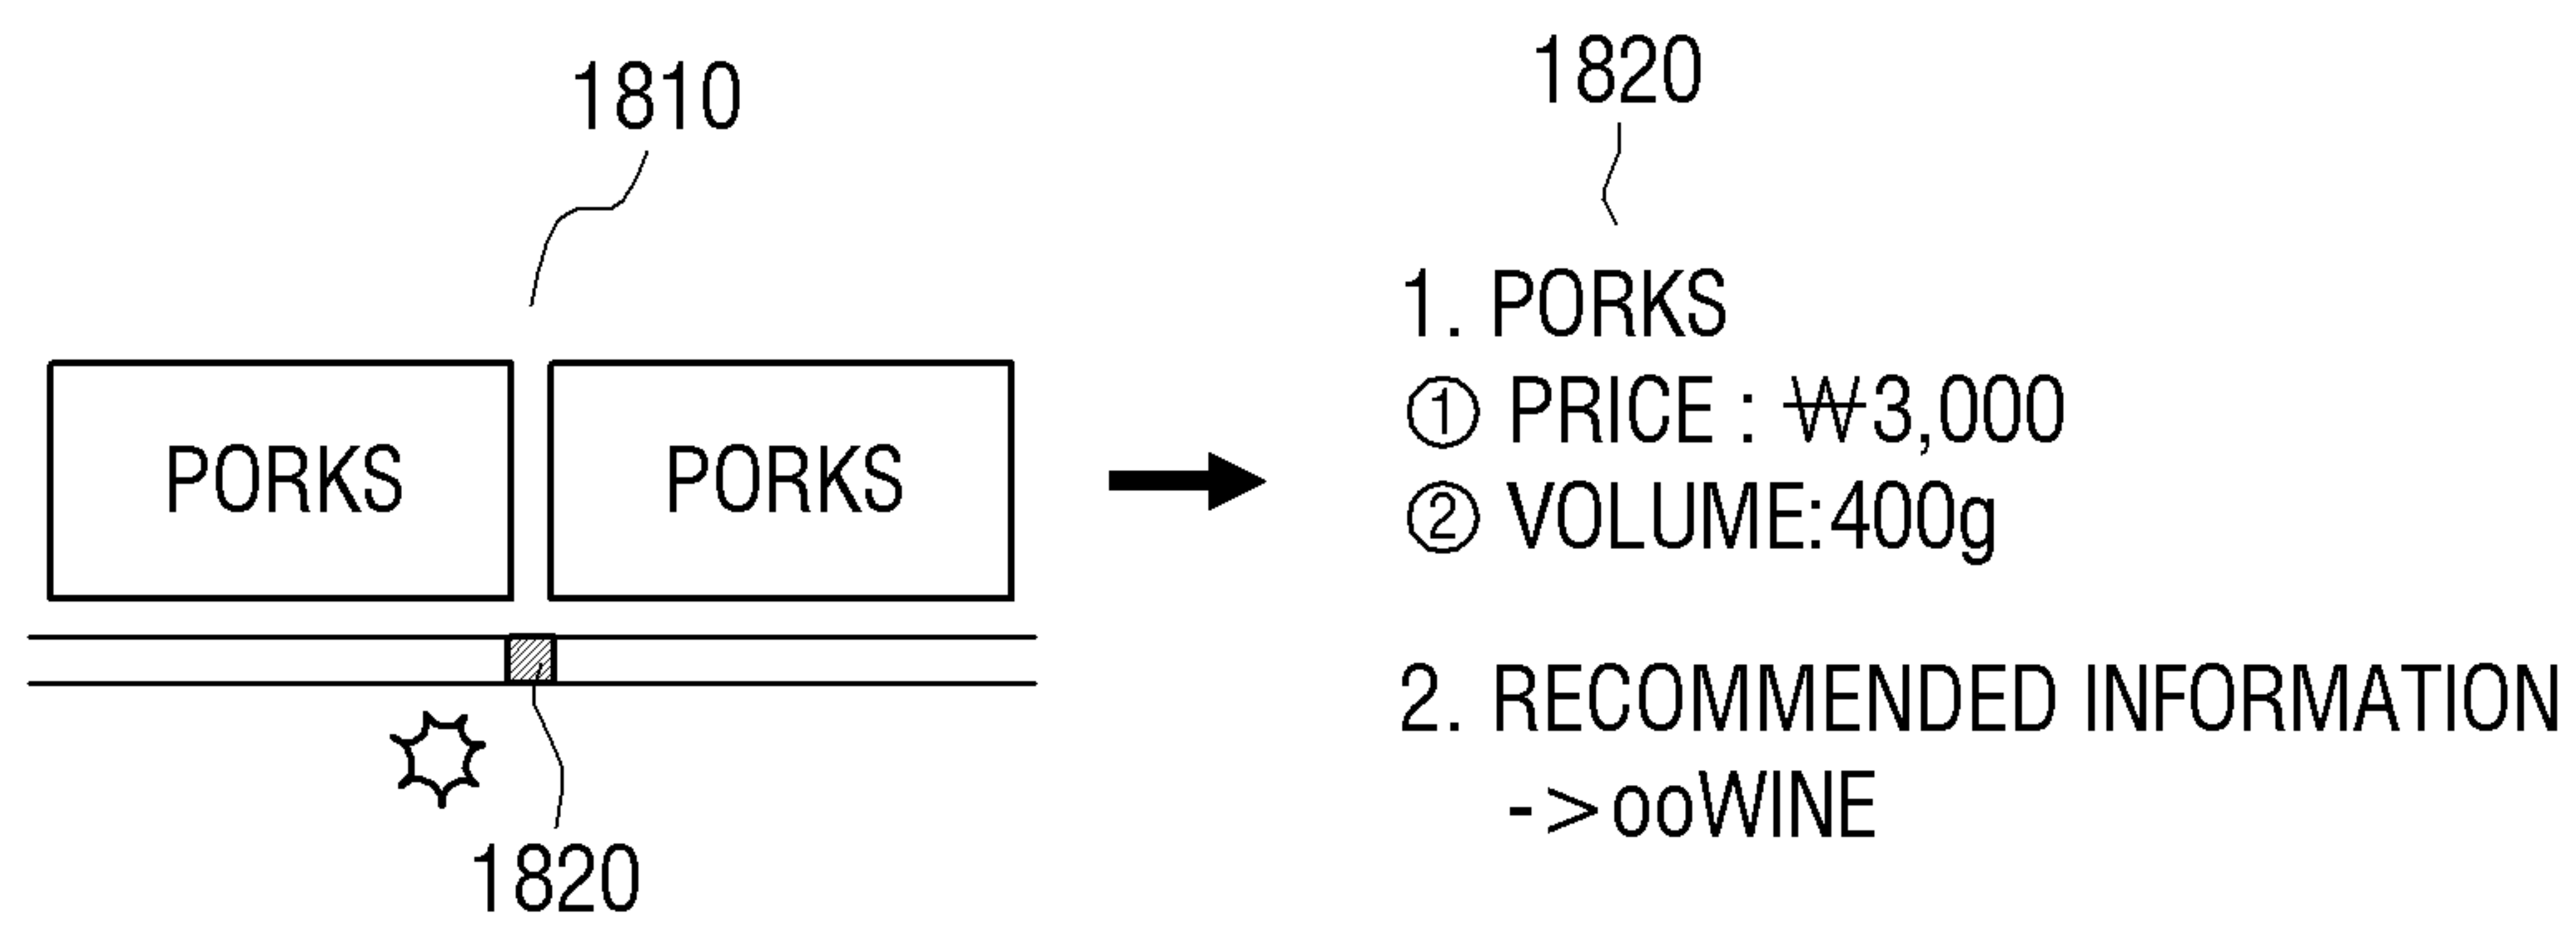 1810
PORKS
PORKS
1820
1820
1. PORKS
① PRICE : ₩3,000
② VOLUME:400g
2. RECOMMENDED INFORMATION
->ooWINE